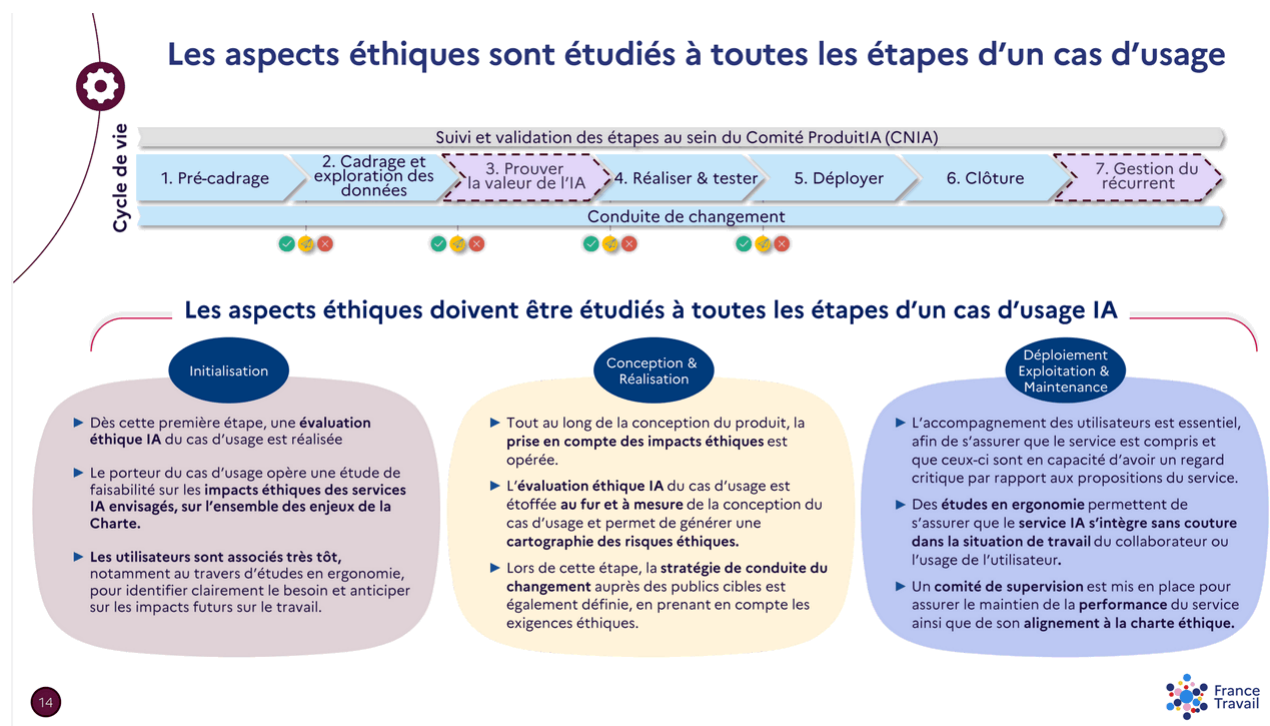 Les aspects éthiques sont étudiés à toutes les étapes d’un cas d’usage
Cycle de vie
Suivi et validation des étapes au sein du Comité ProduitIA (CNIA)
1. Pré-cadrage
2. Cadrage et
exploration des
données
3. Prouver
la valeur de l’IA
4. Réaliser & tester
5. Déployer
6. Clôture
7. Gestion du
récurrent
Conduite de changement
Les aspects éthiques doivent être étudiés à toutes les étapes d’un cas d’usage IA
Initialisation
Dès cette première étape, une évaluation
éthique IA du cas d’usage est réalisée
Le porteur du cas d’usage opère une étude de
faisabilité sur les impacts éthiques des services
IA envisagés, sur l’ensemble des enjeux de la
Charte.
Les utilisateurs sont associés très tôt,
notamment au travers d’études en ergonomie,
pour identifier clairement le besoin et anticiper
sur les impacts futurs sur le travail.
Conception &
Réalisation
Tout au long de la conception du produit, la
prise en compte des impacts éthiques est
opérée.
L’évaluation éthique IA du cas d’usage est
étoffée au fur et à mesure de la conception du
cas d’usage et permet de générer une
cartographie des risques éthiques.
Lors de cette étape, la stratégie de conduite du
changement auprès des publics cibles est
également définie, en prenant en compte les
exigences éthiques.
Déploiement
Exploitation &
Maintenance
L’accompagnement des utilisateurs est essentiel,
afin de s’assurer que le service est compris et
que ceux-ci sont en capacité d’avoir un regard
critique par rapport aux propositions du service.
Des études en ergonomie permettent de
s’assurer que le service IA s’intègre sans couture
dans la situation de travail du collaborateur ou
l’usage de l’utilisateur.
Un comité de supervision est mis en place pour
assurer le maintien de la performance du service
ainsi que de son alignement à la charte éthique.
14
France
Travail